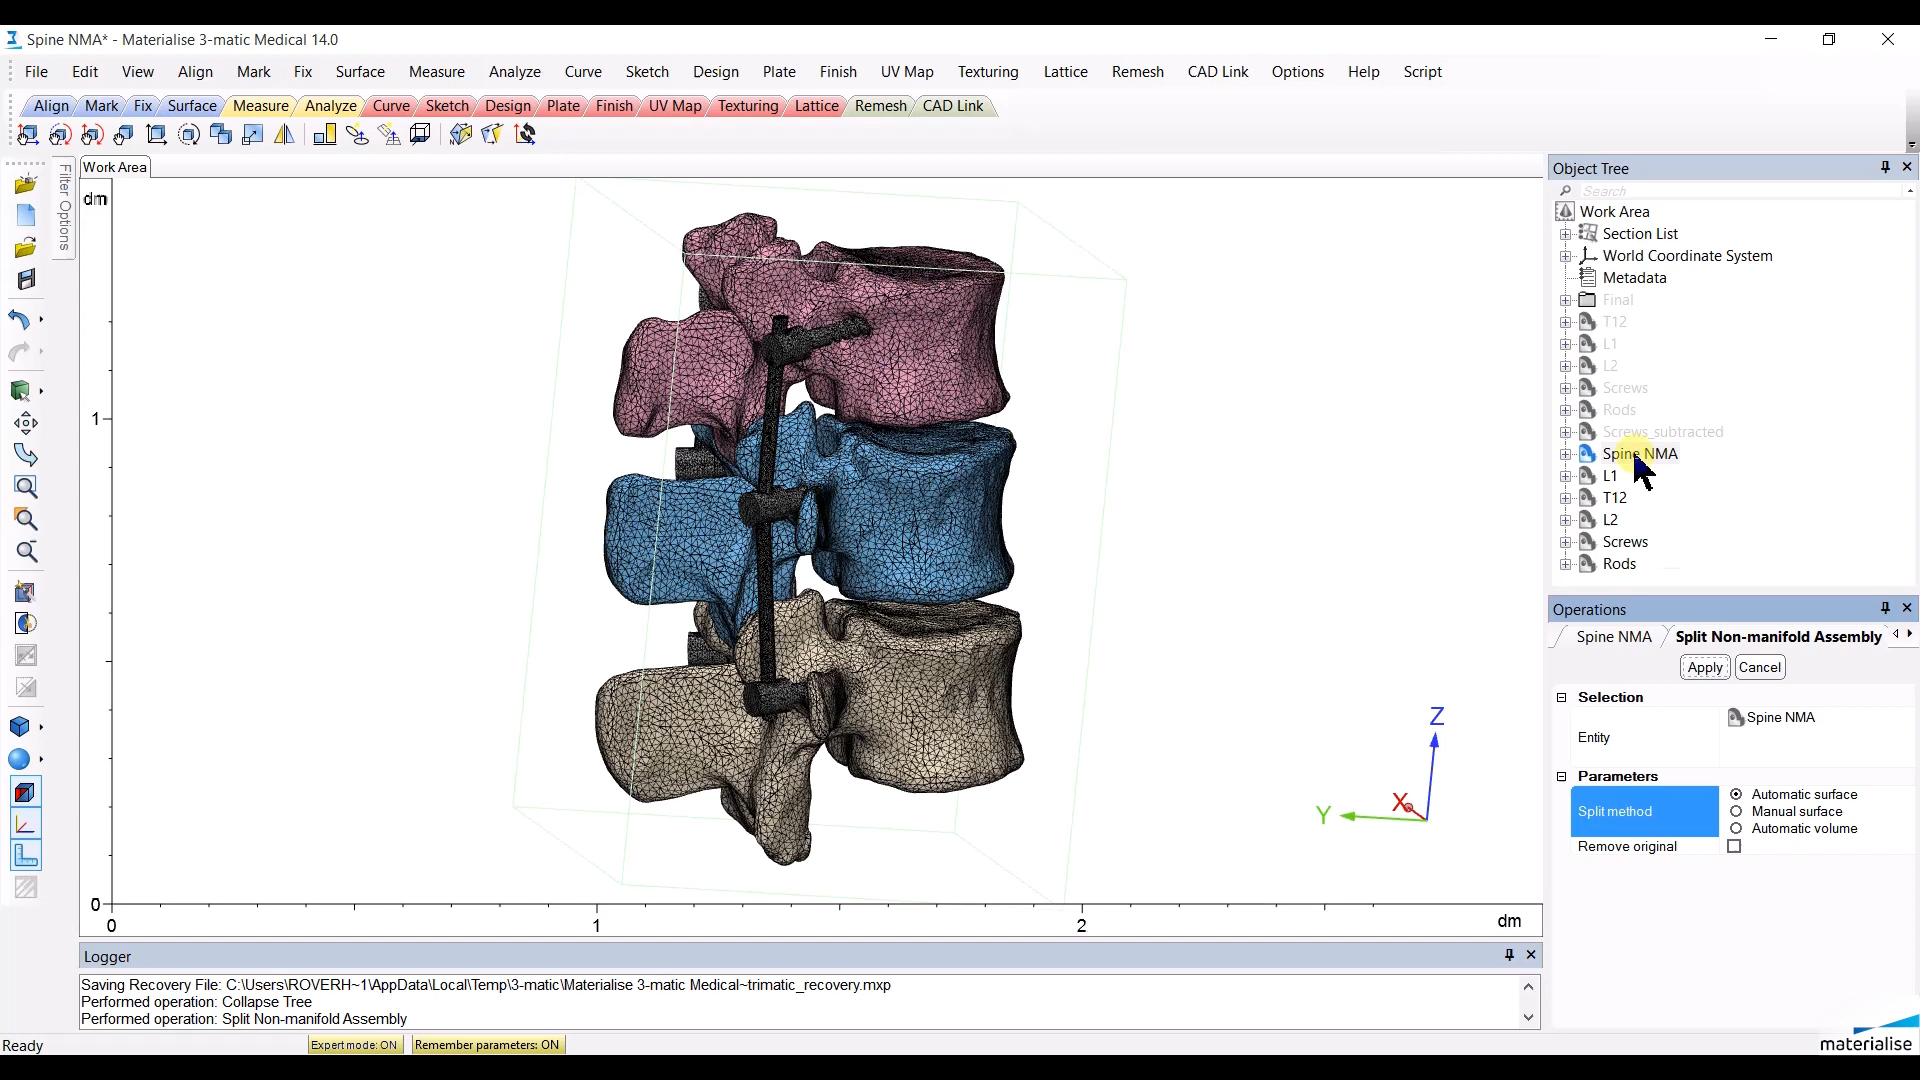 Spine NMA* - Materialise 3-matic Medical 14.0
File Edit View Align Mark Fix Surface Measure Analyze Curve Sketch Design Plate Finish UV Map Texturing Lattice Remesh CAD Link Options Help Script
Align Mark Fix Surface Measure Analyze Curve Sketch Design Plate Finish UV Map Texturing Lattice Remesh CAD Link
Filter Options
Work Area
dm
1
0
0 1 2 dm
Z
X
Y
Object Tree
Search
Work Area
Section List
World Coordinate System
Metadata
Final
T12
L1
L2
Screws
Rods
Screws_subtracted
Spine NMA
L1
T12
L2
Screws
Rods
Operations
Spine NMA Split Non-manifold Assembly
Apply Cancel
Selection
Entity Spine NMA
Parameters
Split method Automatic surface
Manual surface
Automatic volume
Remove original
Logger
Saving Recovery File: C:\Users\ROVERH~1\AppData\Local\Temp\3-matic\Materialise 3-matic Medical~trimatic_recovery.mxp
Performed operation: Collapse Tree
Performed operation: Split Non-manifold Assembly
Ready Expert mode: ON Remember parameters: ON
materialise